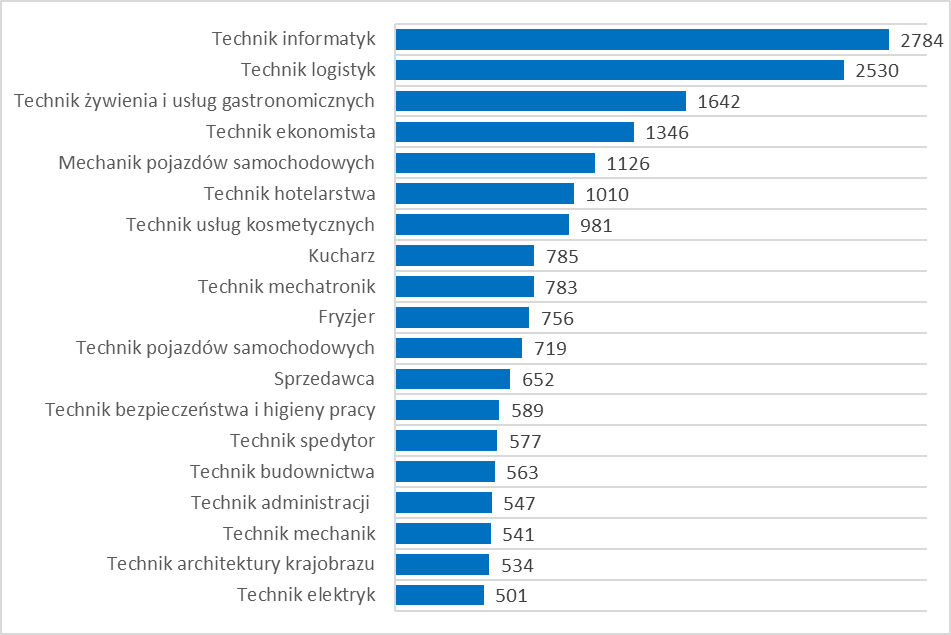 Technik informatyk 2784
Technik logistyk 2530
Technik żywienia i usług gastronomicznych 1642
Technik ekonomista 1346
Mechanik pojazdów samochodowych 1126
Technik hotelarstwa 1010
Technik usług kosmetycznych 981
Kucharz 785
Technik mechatronik 783
Fryzjer 756
Technik pojazdów samochodowych 719
Sprzedawca 652
Technik bezpieczeństwa i higieny pracy 589
Technik spedytor 577
Technik budownictwa 563
Technik administracji 547
Technik mechanik 541
Technik architektury krajobrazu 534
Technik elektryk 501